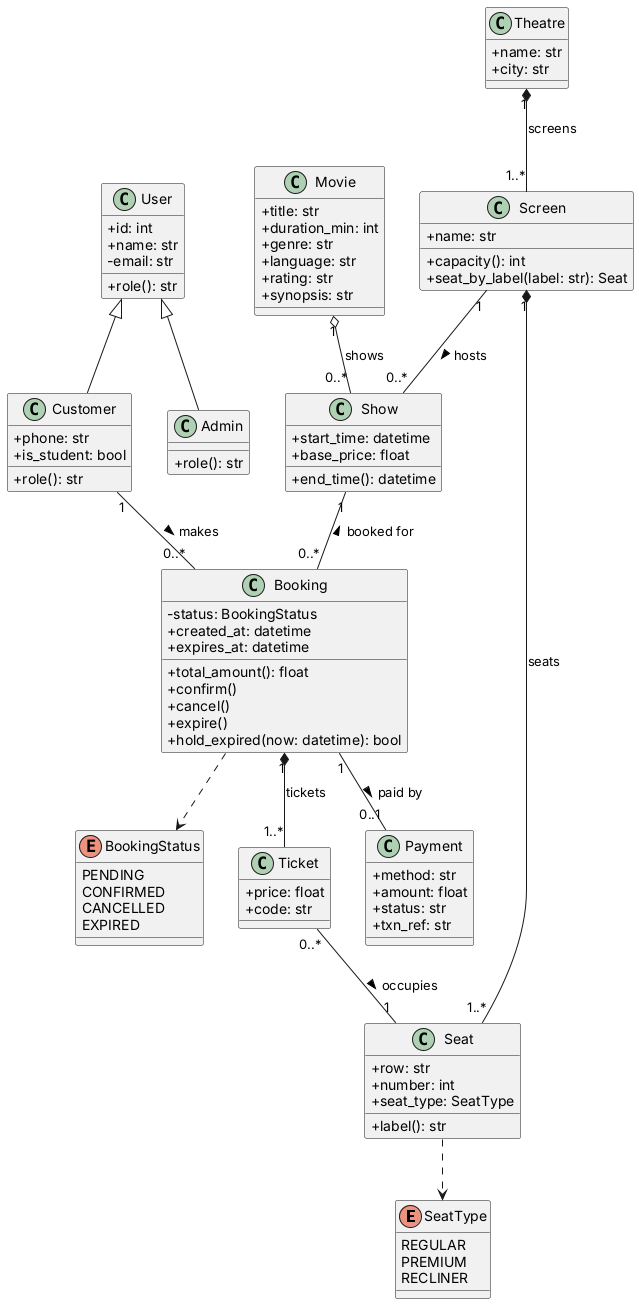 C Theatre
+name: str
+city: str
1
screens
1..*
C User
+id: int
+name: str
-email: str
+role(): str
C Movie
+title: str
+duration_min: int
+genre: str
+language: str
+rating: str
+synopsis: str
C Screen
+name: str
+capacity(): int
+seat_by_label(label: str): Seat
1
shows
0..*
1
hosts
0..*
1
C Customer
+phone: str
+is_student: bool
+role(): str
C Admin
+role(): str
C Show
+start_time: datetime
+base_price: float
+end_time(): datetime
1
makes
0..*
1
booked for
0..*
C Booking
-status: BookingStatus
+created_at: datetime
+expires_at: datetime
+total_amount(): float
+confirm()
+cancel()
+expire()
+hold_expired(now: datetime): bool
seats
1
tickets
1..*
1
paid by
0..1
E BookingStatus
PENDING
CONFIRMED
CANCELLED
EXPIRED
C Ticket
+price: float
+code: str
C Payment
+method: str
+amount: float
+status: str
+txn_ref: str
0..*
occupies
1
1..*
C Seat
+row: str
+number: int
+seat_type: SeatType
+label(): str
E SeatType
REGULAR
PREMIUM
RECLINER